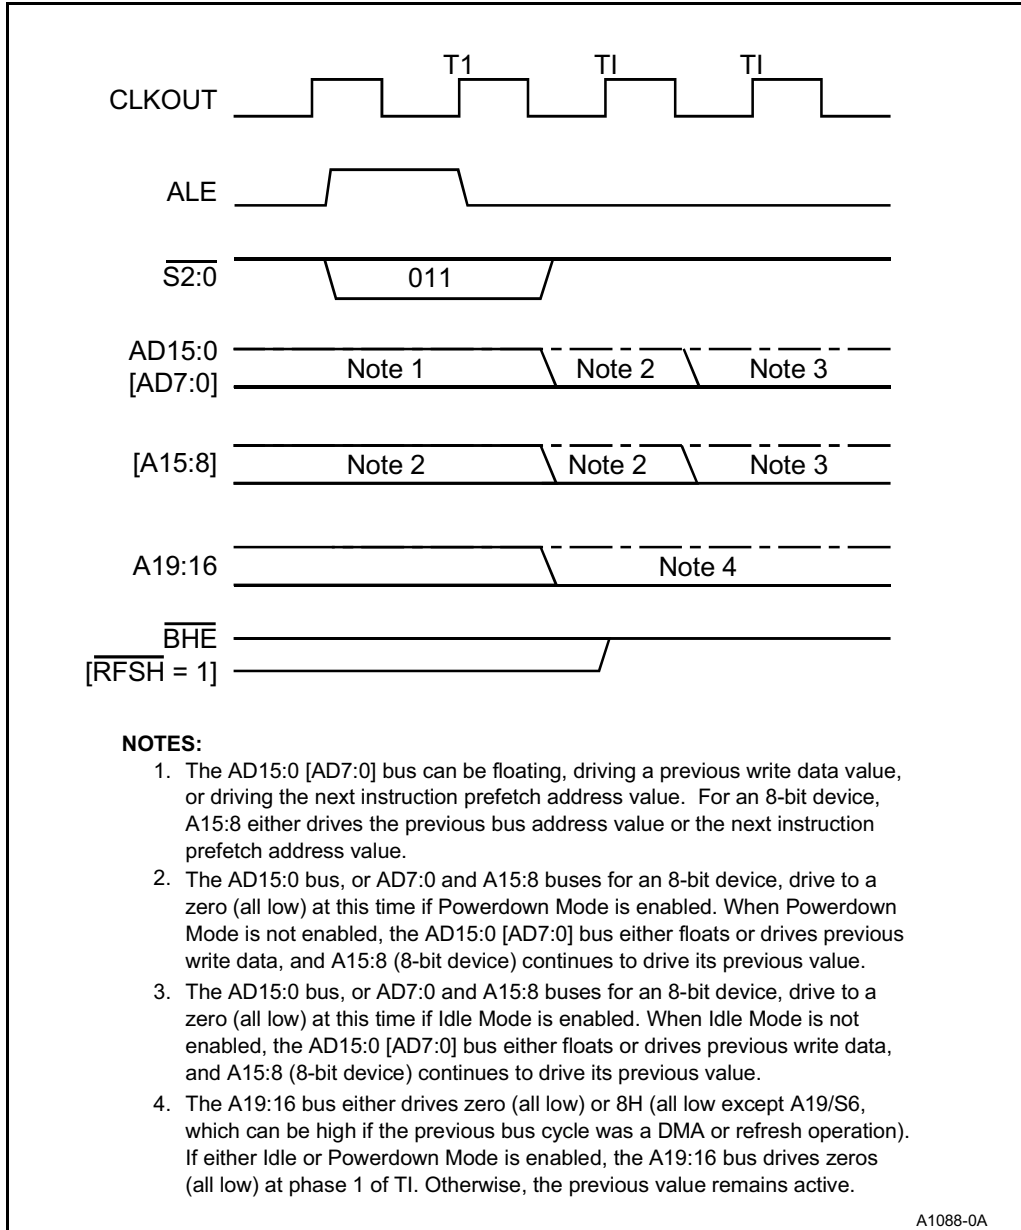 T1 TI TI
CLKOUT
ALE
S2:0
011
AD15:0
[AD7:0]
Note 1 Note 2 Note 3
[A15:8]
Note 2 Note 2 Note 3
A19:16
Note 4
BHE
[RFSH = 1]
NOTES:
1. The AD15:0 [AD7:0] bus can be floating, driving a previous write data value,
or driving the next instruction prefetch address value. For an 8-bit device,
A15:8 either drives the previous bus address value or the next instruction
prefetch address value.
2. The AD15:0 bus, or AD7:0 and A15:8 buses for an 8-bit device, drive to a
zero (all low) at this time if Powerdown Mode is enabled. When Powerdown
Mode is not enabled, the AD15:0 [AD7:0] bus either floats or drives previous
write data, and A15:8 (8-bit device) continues to drive its previous value.
3. The AD15:0 bus, or AD7:0 and A15:8 buses for an 8-bit device, drive to a
zero (all low) at this time if Idle Mode is enabled. When Idle Mode is not
enabled, the AD15:0 [AD7:0] bus either floats or drives previous write data,
and A15:8 (8-bit device) continues to drive its previous value.
4. The A19:16 bus either drives zero (all low) or 8H (all low except A19/S6,
which can be high if the previous bus cycle was a DMA or refresh operation).
If either Idle or Powerdown Mode is enabled, the A19:16 bus drives zeros
(all low) at phase 1 of TI. Otherwise, the previous value remains active.
A1088-0A